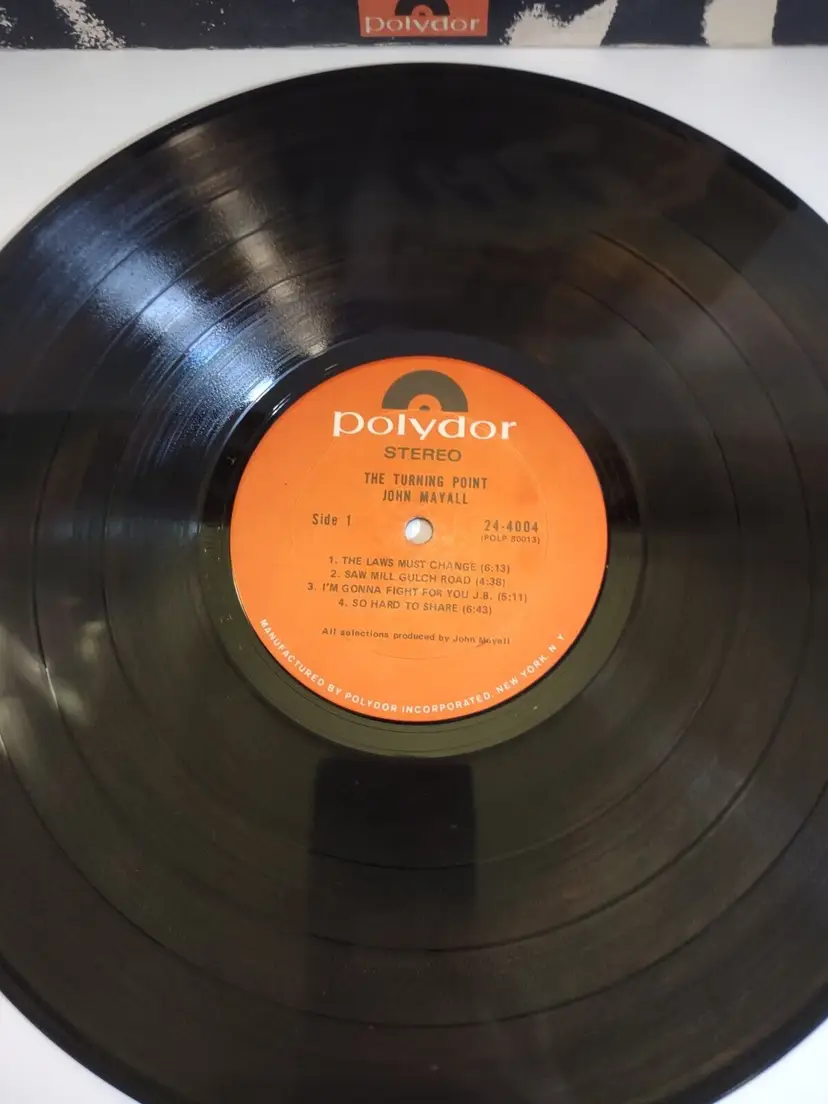 polydor
polydor
STEREO
THE TURNING POINT
JOHN MAYALL
Side 1
24-4004
(POLP 50013)
1. THE LAWS MUST CHANGE (6:13)
2. SAW MILL GULCH ROAD (4:38)
3. I'M GONNA FIGHT FOR YOU J.B. (5:11)
4. SO HARD TO SHARE (6:43)
All selections produced by John Mayall
MANUFACTURED BY POLYDOR INCORPORATED, NEW YORK, N.Y.